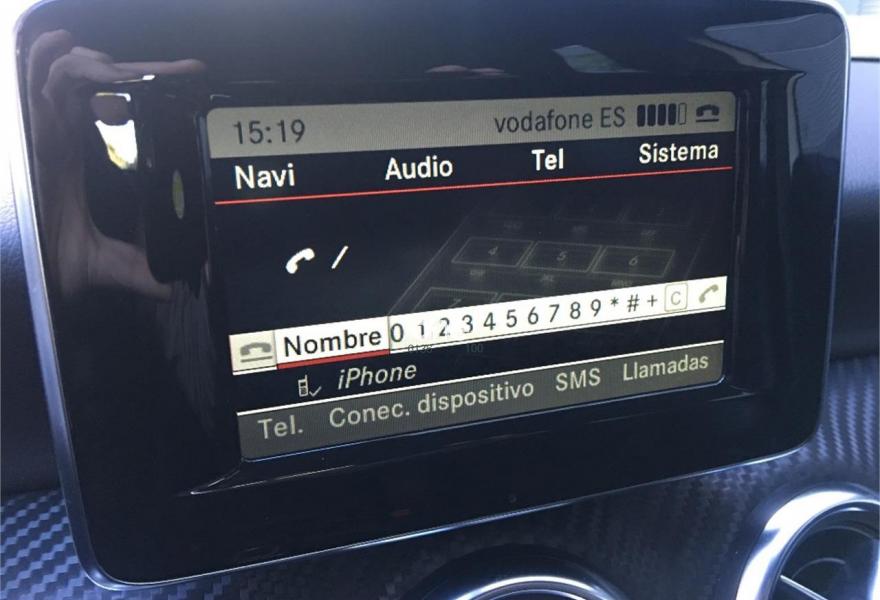 15:19 vodafone ES
Navi Audio Tel Sistema
/
Nombre 0 1 2 3 4 5 6 7 8 9 * # + C
iPhone
Tel. Conec. dispositivo SMS Llamadas